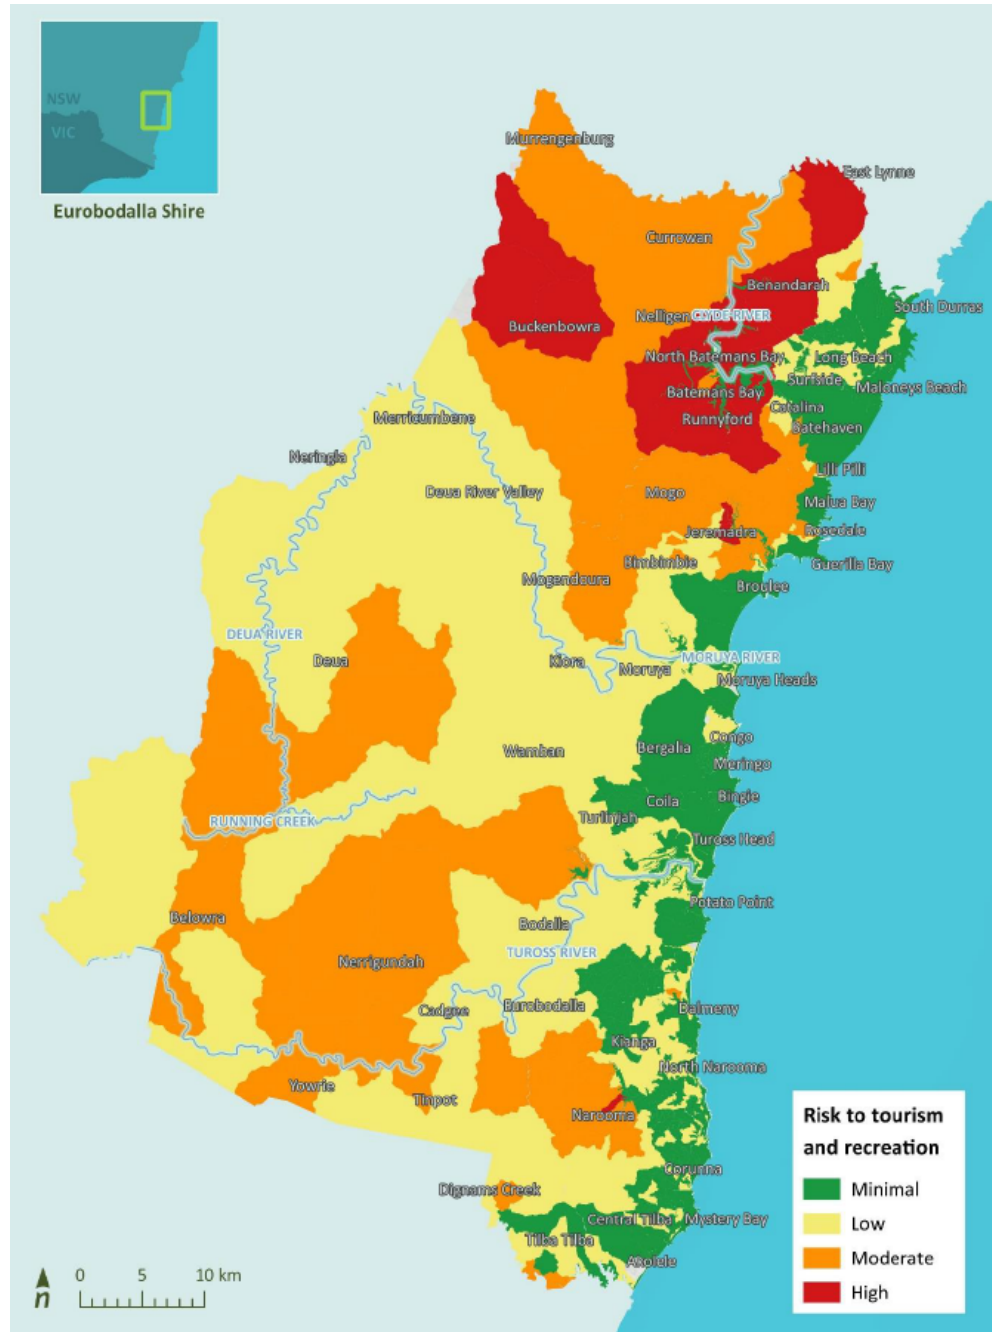 NSW
VIC
Eurobodalla Shire
Murrengenburg
East Lynne
Currowan
Benandarah
South Durras
Buckenbowra
Nelligen
CLYDE RIVER
North Batemans Bay
Long Beach
Surfside
Maloneys Beach
Batemans Bay
Catalina
Runnyford
Batehaven
Merricumbene
Neringla
Lilli Pilli
Deua River Valley
Mogo
Malua Bay
Jeremadra
Rosedale
Bimbimbie
Guerilla Bay
Mogendoura
Broulee
DEUA RIVER
Deua
Kiora
Moruya
MORUYA RIVER
Moruya Heads
Wamban
Bergalia
Congo
Meringo
Coila
Bingie
RUNNING CREEK
Turlinjah
Tuross Head
Potato Point
Belowra
Bodalla
TUROSS RIVER
Nerrigundah
Cadgee
Eurobodalla
Dalmeny
Kianga
North Narooma
Yowrie
Tinpot
Narooma
Corunna
Dignams Creek
Central Tilba
Mystery Bay
Tilba Tilba
Akolele
Risk to tourism
and recreation
Minimal
Low
Moderate
High
0 5 10 km
n